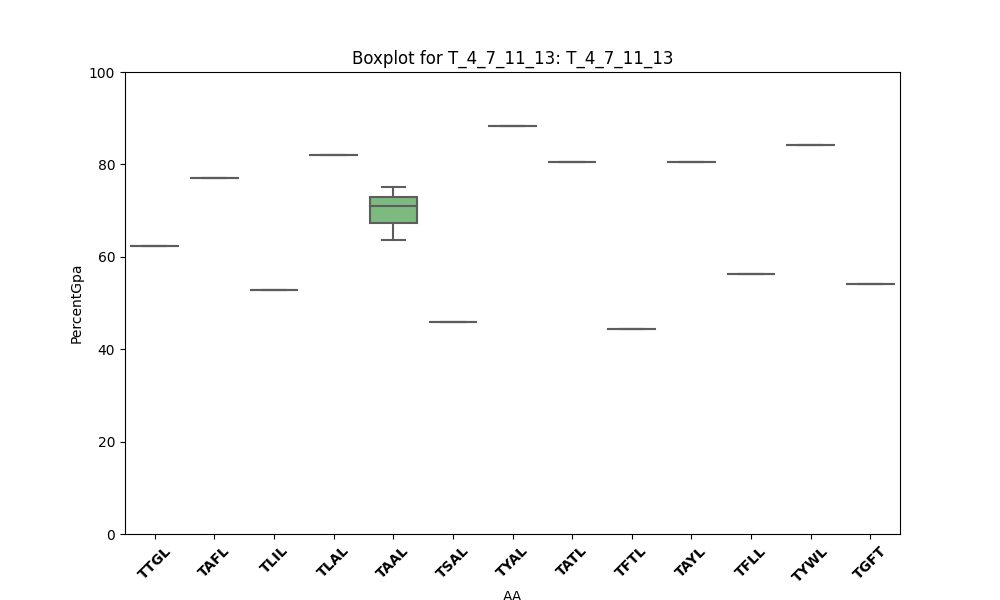 Boxplot for T_4_7_11_13: T_4_7_11_13
100
80
60
40
20
0
PercentGpa
TTGL TAFL TLIL TLAL TAAL TSAL TYAL TATL TFTL TAYL TFLL TYWL TGFT
AA